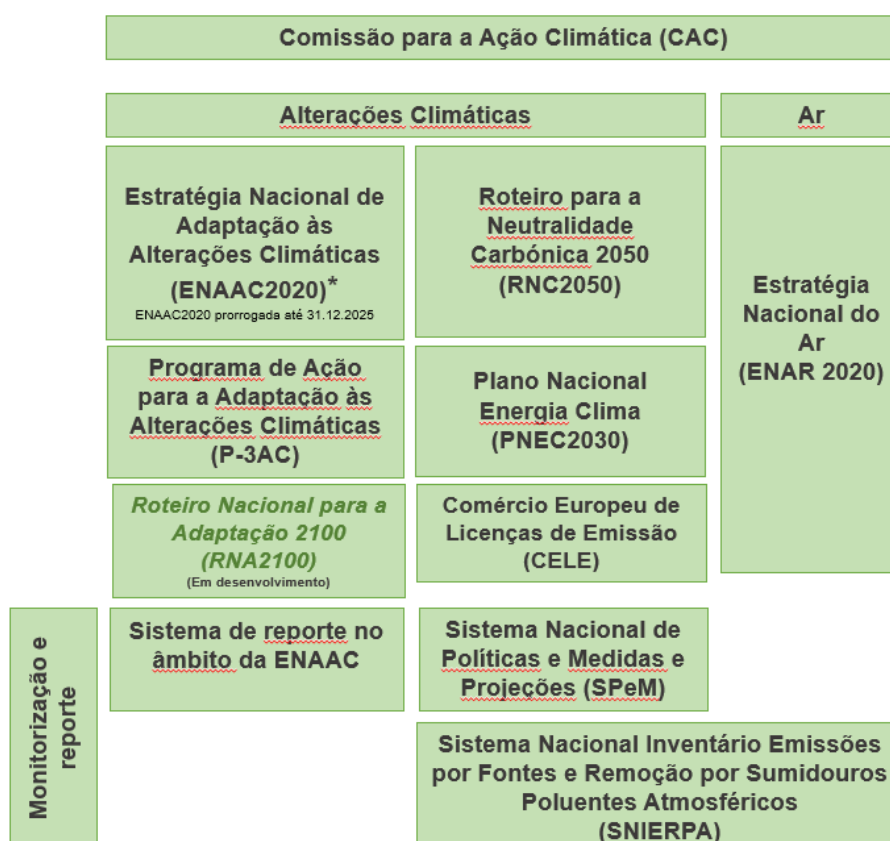 Comissão para a Ação Climática (CAC)
Alterações Climáticas
Ar
Estratégia Nacional de
Adaptação às
Alterações Climáticas
(ENAAC2020)*
ENAAC2020 prorrogada até 31.12.2025
Roteiro para a
Neutralidade
Carbónica 2050
(RNC2050)
Estratégia
Nacional do
Ar
(ENAR 2020)
Programa de Ação
para a Adaptação às
Alterações Climáticas
(P-3AC)
Plano Nacional
Energia Clima
(PNEC2030)
Roteiro Nacional para a
Adaptação 2100
(RNA2100)
(Em desenvolvimento)
Comércio Europeu de
Licenças de Emissão
(CELE)
Monitorização e
reporte
Sistema de reporte no
âmbito da ENAAC
Sistema Nacional de
Políticas e Medidas e
Projeções (SPeM)
Sistema Nacional Inventário Emissões
por Fontes e Remoção por Sumidouros
Poluentes Atmosféricos
(SNIERPA)